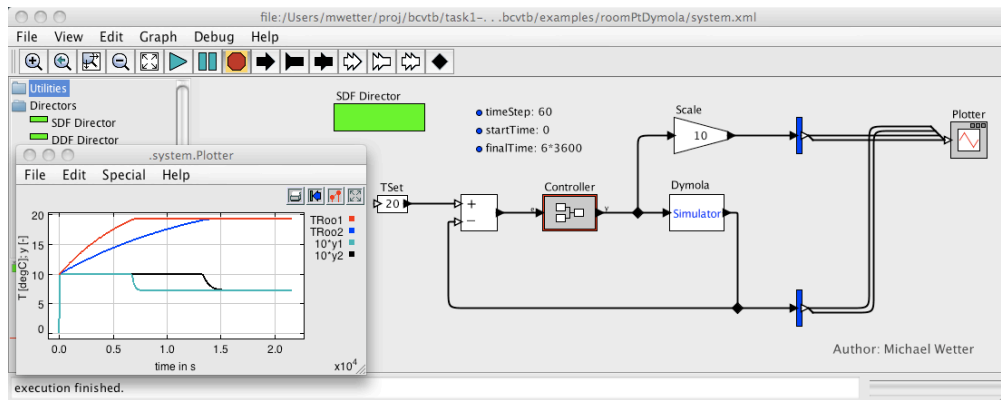 file:/Users/mwetter/proj/bcvtb/task1-. . .bcvtb/examples/roomPtDymola/system.xml
File View Edit Graph Debug Help
Utilities
Directors
SDF Director
DDF Director
SDF Director
timeStep: 60
startTime: 0
finalTime: 6*3600
Scale
10
Plotter
.system.Plotter
File Edit Special Help
TSet
20
+
−
Controller
e
y
Dymola
Simulator
T [degC]; y [-]
20
15
10
5
0
TRoo1
TRoo2
10*y1
10*y2
0.0 0.5 1.0 1.5 2.0
time in s
x10^4
Author: Michael Wetter
execution finished.